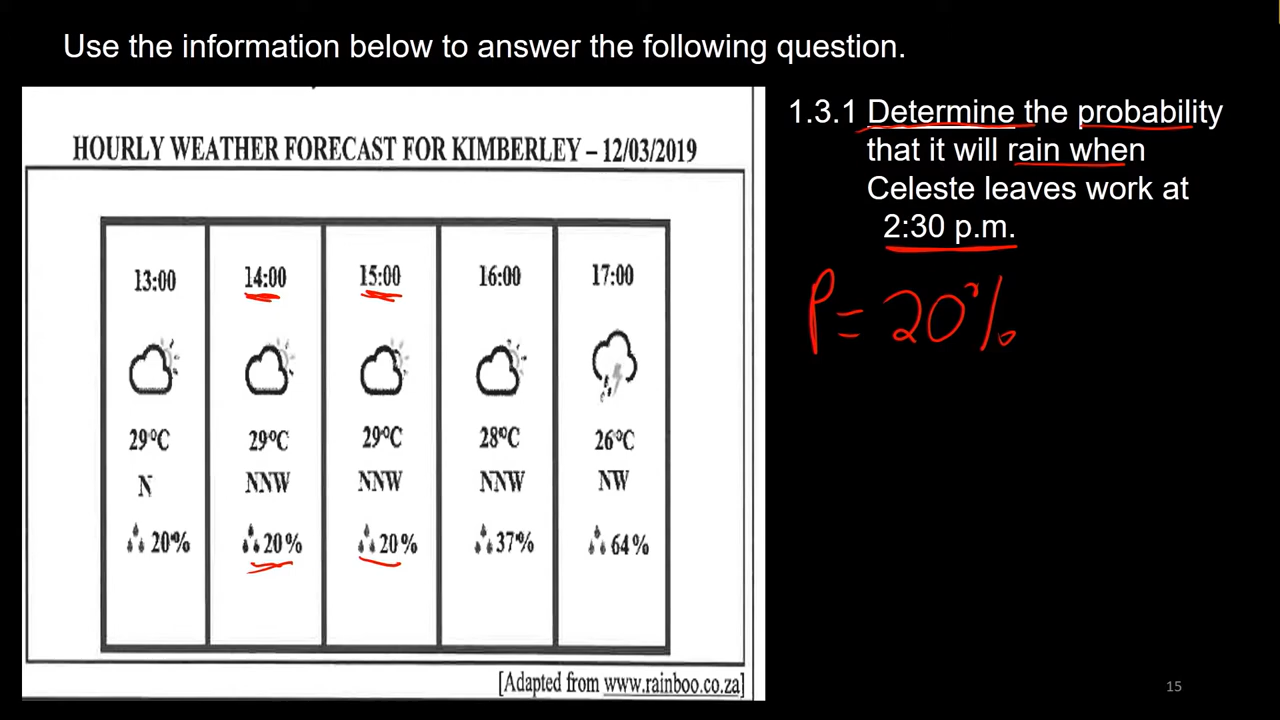 Use the information below to answer the following question.
HOURLY WEATHER FORECAST FOR KIMBERLEY – 12/03/2019
13:00 14:00 15:00 16:00 17:00
29°C 29°C 29°C 28°C 26°C
N NNW NNW NNW NW
20% 20% 20% 37% 64%
[Adapted from www.rainboo.co.za]
1.3.1 Determine the probability
that it will rain when
Celeste leaves work at
2:30 p.m.
P = 20%
15